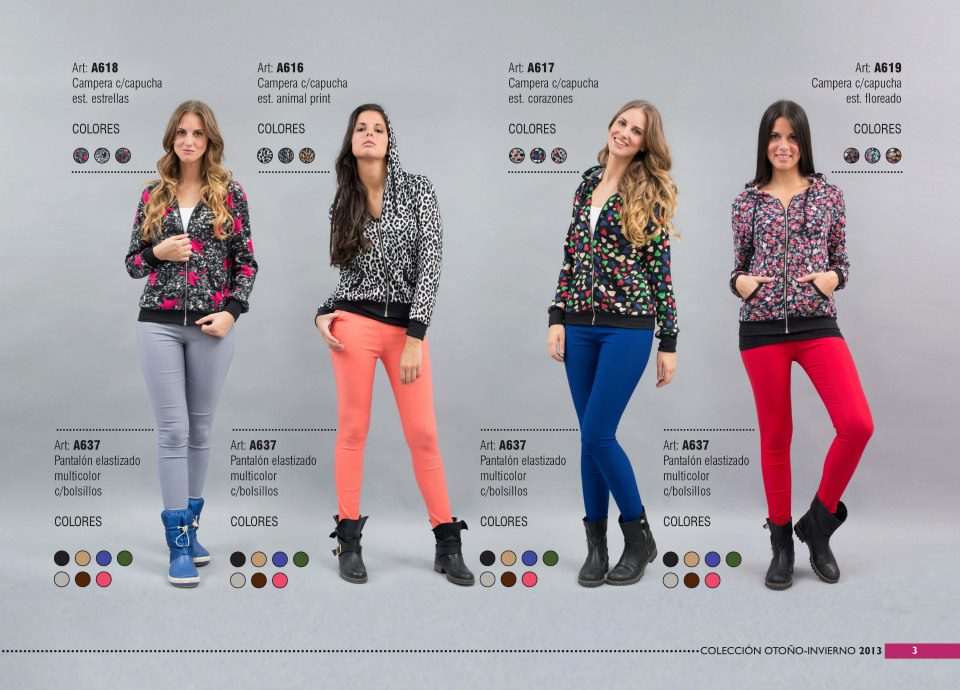 Art: A618
Campera c/capucha
est. estrellas
COLORES
Art: A616
Campera c/capucha
est. animal print
COLORES
Art: A617
Campera c/capucha
est. corazones
COLORES
Art: A619
Campera c/capucha
est. floreado
COLORES
Art: A637
Pantalón elastizado
multicolor
c/bolsillos
COLORES
Art: A637
Pantalón elastizado
multicolor
c/bolsillos
COLORES
Art: A637
Pantalón elastizado
multicolor
c/bolsillos
COLORES
Art: A637
Pantalón elastizado
multicolor
c/bolsillos
COLORES
COLECCIÓN OTOÑO-INVIERNO 2013 3